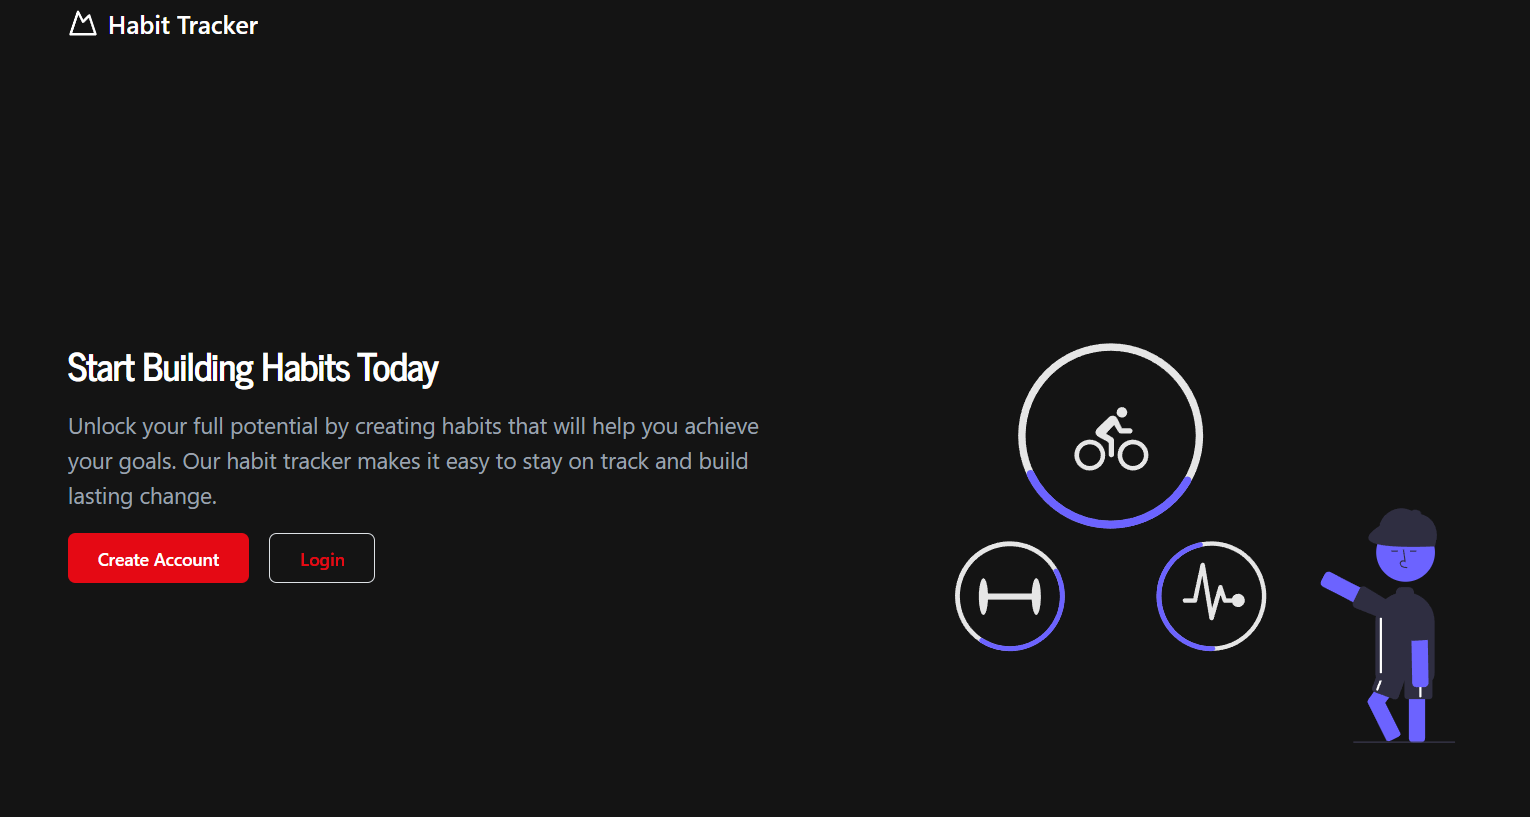 Habit Tracker
Start Building Habits Today
Unlock your full potential by creating habits that will help you achieve
your goals. Our habit tracker makes it easy to stay on track and build
lasting change.
Create Account
Login